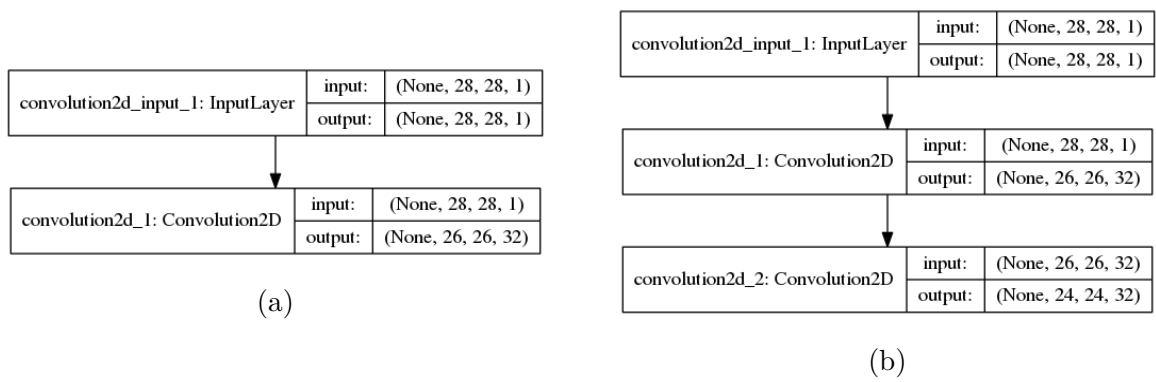 convolution2d_input_1: InputLayer
input:
(None, 28, 28, 1)
output:
(None, 28, 28, 1)
convolution2d_1: Convolution2D
input:
(None, 28, 28, 1)
output:
(None, 26, 26, 32)
(a)
convolution2d_input_1: InputLayer
input:
(None, 28, 28, 1)
output:
(None, 28, 28, 1)
convolution2d_1: Convolution2D
input:
(None, 28, 28, 1)
output:
(None, 26, 26, 32)
convolution2d_2: Convolution2D
input:
(None, 26, 26, 32)
output:
(None, 24, 24, 32)
(b)